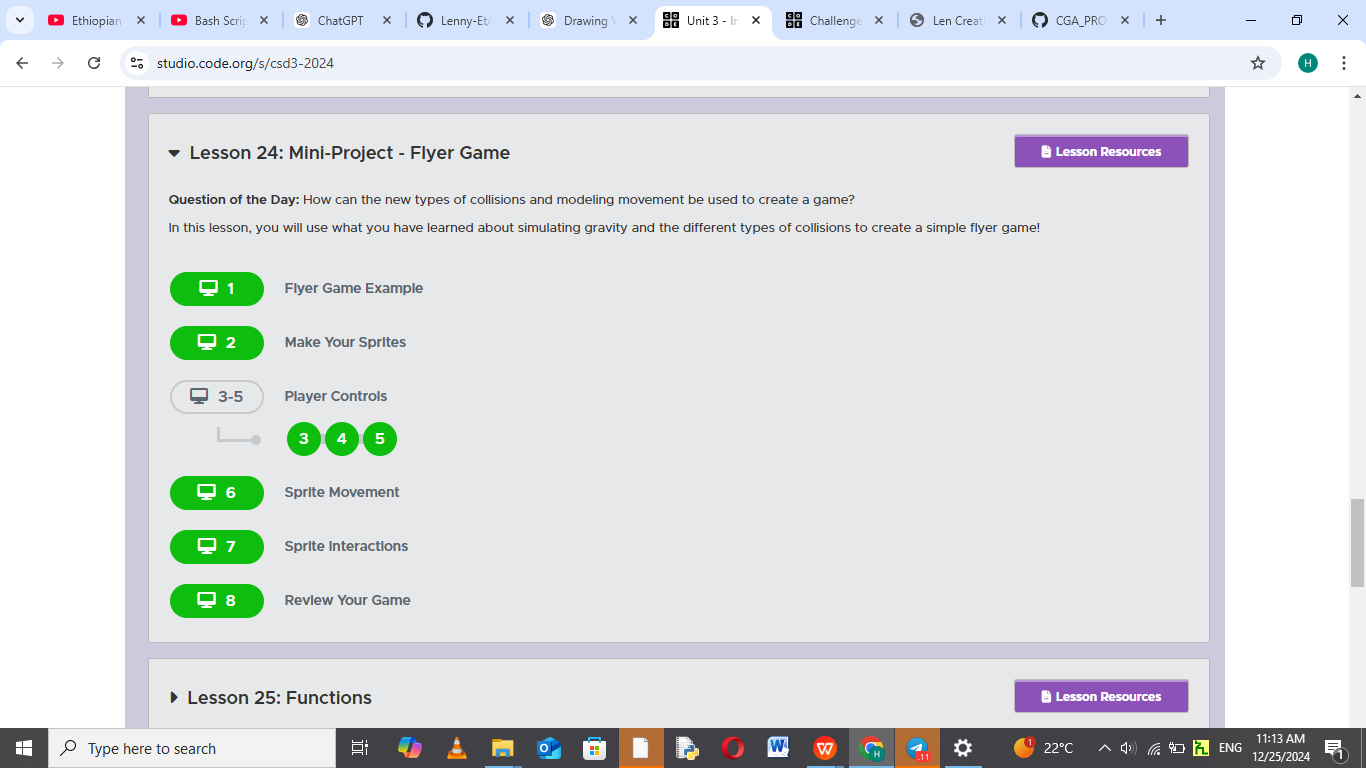 Ethiopian
Bash Scrip
ChatGPT
Lenny-Et/
Drawing
Unit 3 - In
Challenge
Len Creat
CGA_PRO
studio.code.org/s/csd3-2024
H
Lesson 24: Mini-Project - Flyer Game
Lesson Resources
Question of the Day: How can the new types of collisions and modeling movement be used to create a game?
In this lesson, you will use what you have learned about simulating gravity and the different types of collisions to create a simple flyer game!
1 Flyer Game Example
2 Make Your Sprites
3-5 Player Controls
3 4 5
6 Sprite Movement
7 Sprite Interactions
8 Review Your Game
Lesson 25: Functions
Lesson Resources
Type here to search
22°C
ENG
11:13 AM
12/25/2024